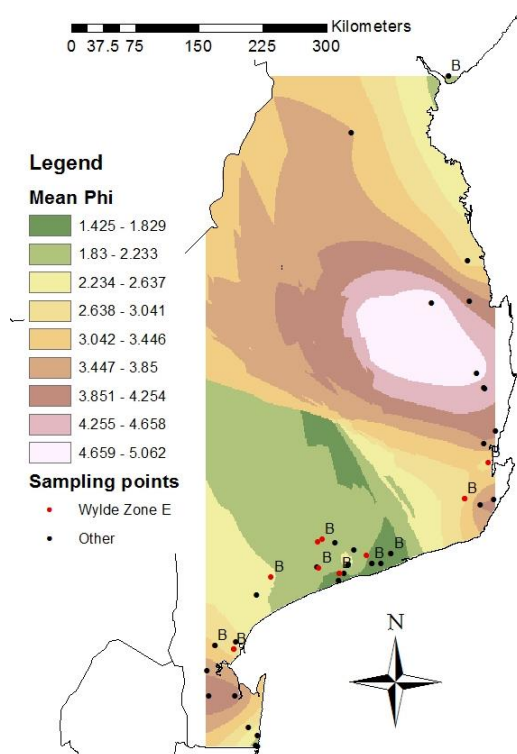 Kilometers
0 37.5 75 150 225 300
B
Legend
Mean Phi
1.425 - 1.829
1.83 - 2.233
2.234 - 2.637
2.638 - 3.041
3.042 - 3.446
3.447 - 3.85
3.851 - 4.254
4.255 - 4.658
4.659 - 5.062
Sampling points
Wylde Zone E
Other
B
B
B
B
B B B
B B
N